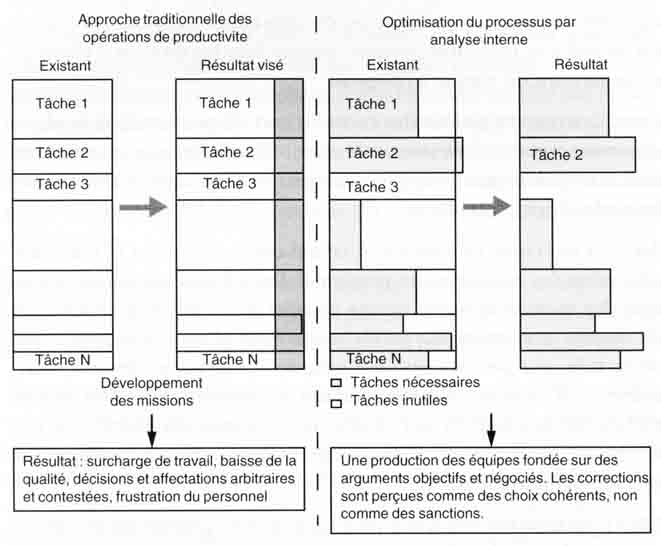 Approche traditionnelle des
opérations de productivite
Existant
Résultat visé
Tâche 1
Tâche 2
Tâche 3
Tâche N
Tâche 1
Tâche 2
Tâche 3
Tâche N
Développement
des missions
Résultat : surcharge de travail, baisse de la
qualité, décisions et affectations arbitraires
et contestées, frustration du personnel
Optimisation du processus par
analyse interne
Existant
Résultat
Tâche 1
Tâche 2
Tâche 3
Tâche N
Tâche 2
Tâches nécessaires
Tâches inutiles
Une production des équipes fondée sur des
arguments objectifs et négociés. Les corrections
sont perçues comme des choix cohérents, non
comme des sanctions.